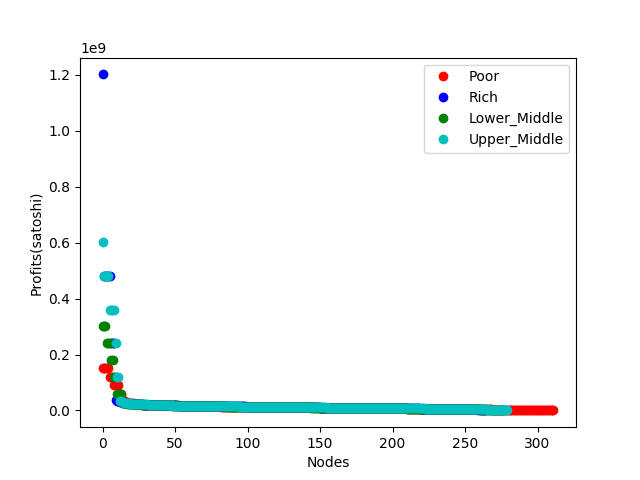 1e9
Poor
Rich
Lower_Middle
Upper_Middle
1.2
1.0
0.8
0.6
0.4
0.2
0.0
Profits(satoshi)
0 50 100 150 200 250 300
Nodes